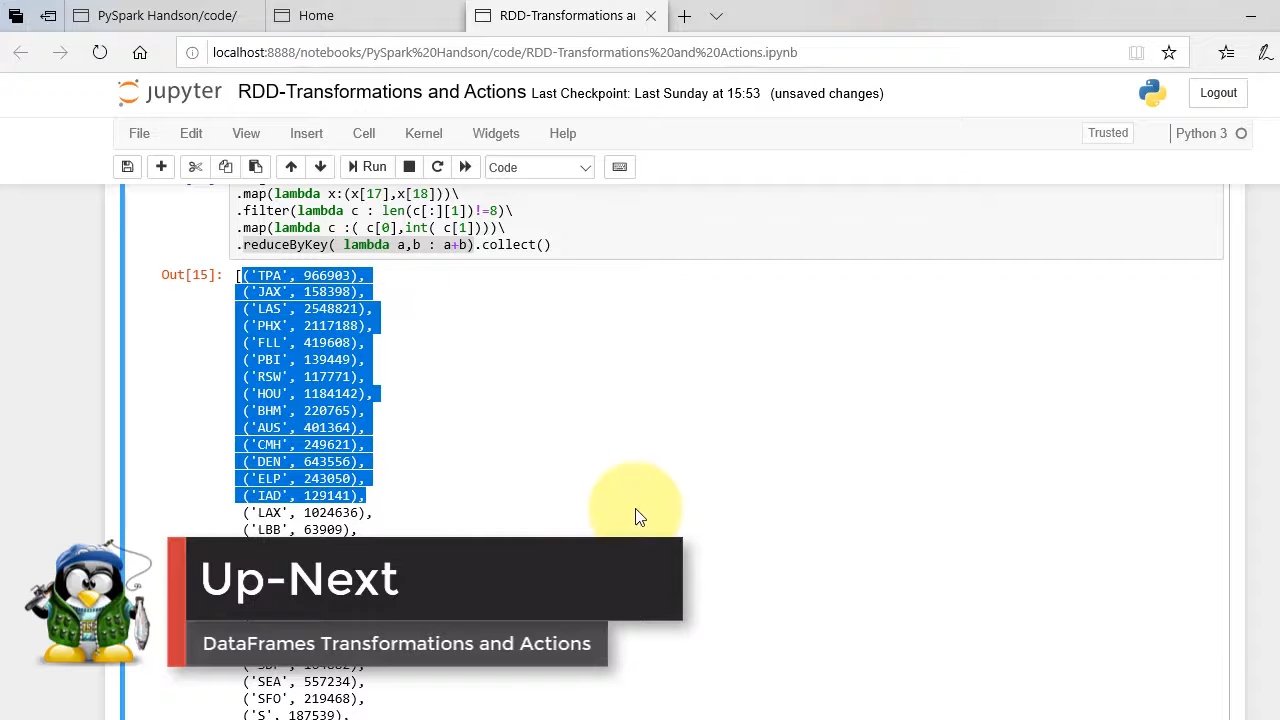 PySpark Handson/code/
Home
RDD-Transformations a
localhost:8888/notebooks/PySpark%20Handson/code/RDD-Transformations%20and%20Actions.ipynb
jupyter RDD-Transformations and Actions Last Checkpoint: Last Sunday at 15:53 (unsaved changes)
Logout
File Edit View Insert Cell Kernel Widgets Help
Trusted
Python 3
Run
Code
.map(lambda x:(x[17],x[18]))\
.filter(lambda c : len(c[:][1])!=8)\
.map(lambda c :( c[0],int( c[1])))\
.reduceByKey( lambda a,b : a+b).collect()
Out[15]: [('TPA', 966903),
('JAX', 158398),
('LAS', 2548821),
('PHX', 2117188),
('FLL', 419608),
('PBI', 139449),
('RSW', 117771),
('HOU', 1184142),
('BHM', 220765),
('AUS', 401364),
('CMH', 249621),
('DEN', 643556),
('ELP', 243050),
('IAD', 129141),
('LAX', 1024636),
('LBB', 63909),
Up-Next
DataFrames Transformations and Actions
('SEA', 557234),
('SFO', 219468),
('S', 187539),